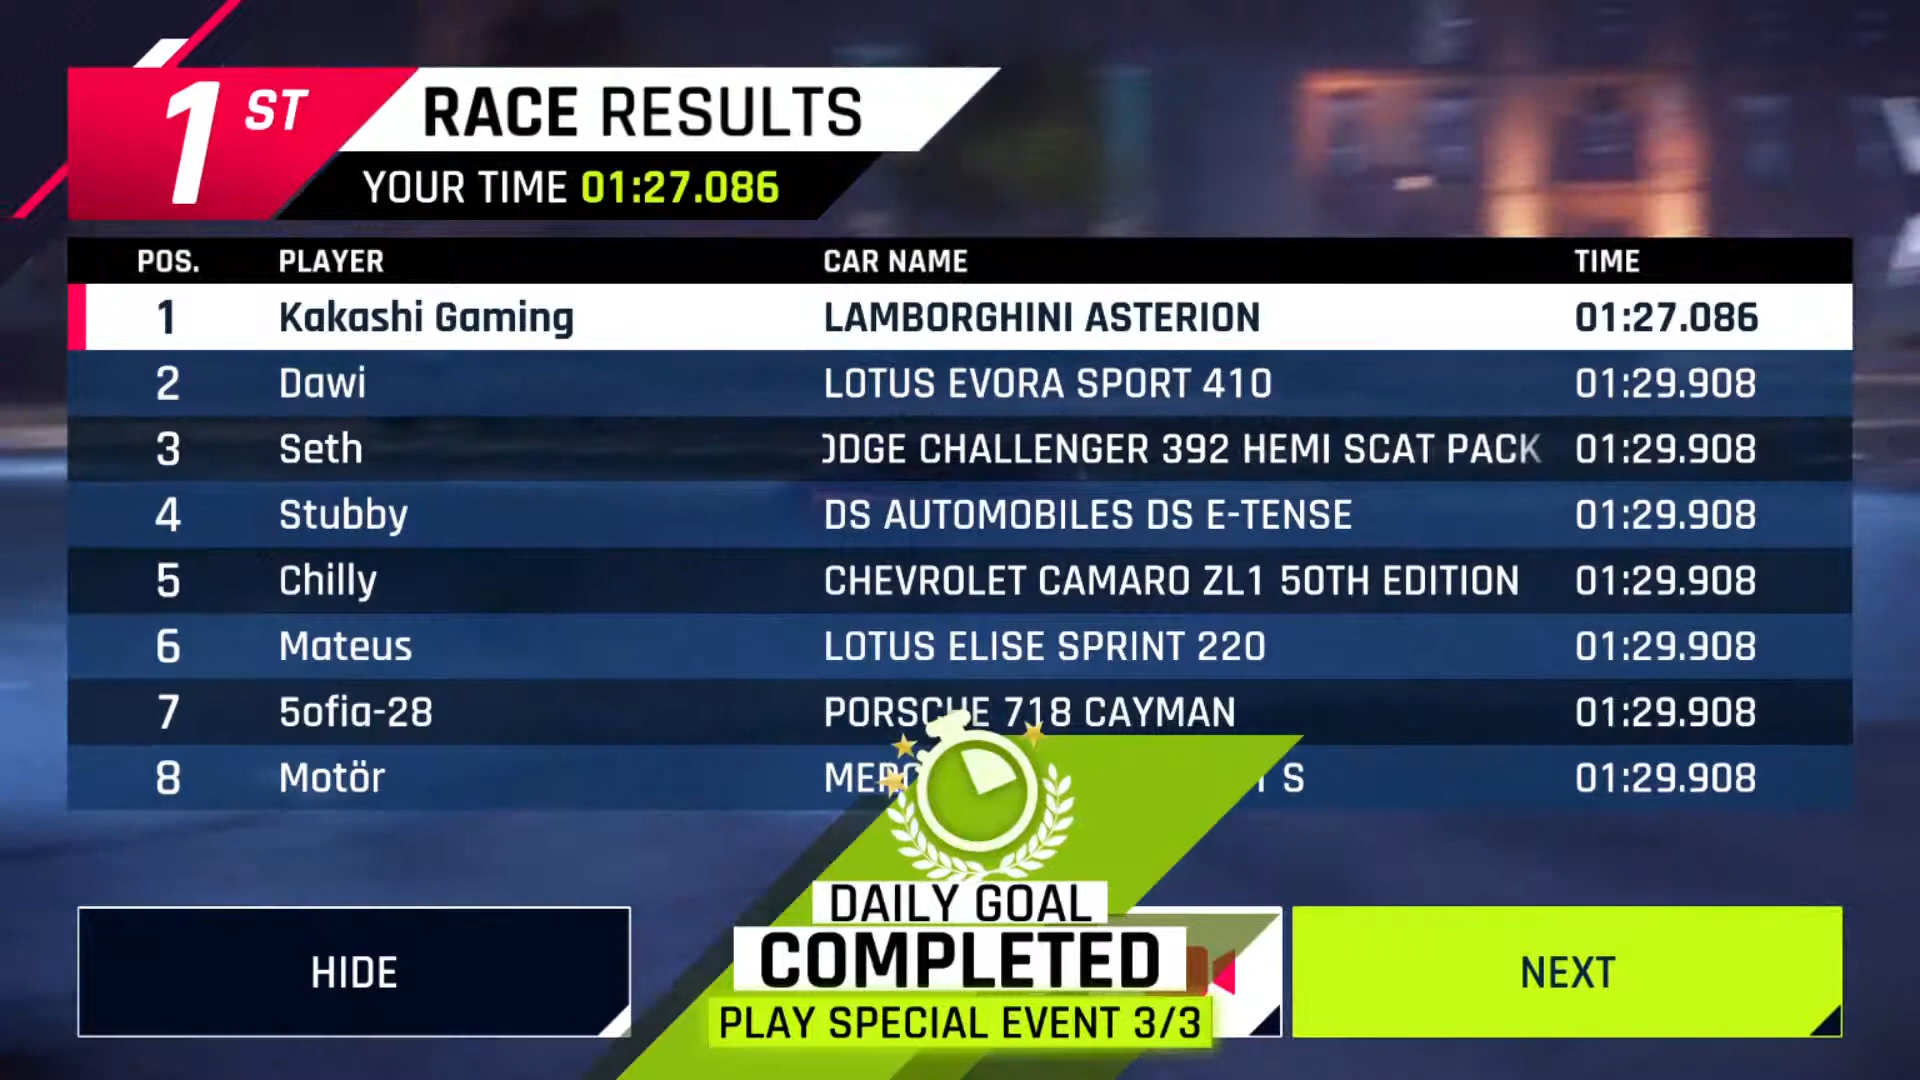 1 ST
RACE RESULTS
YOUR TIME 01:27.086
POS. PLAYER CAR NAME TIME
1 Kakashi Gaming LAMBORGHINI ASTERION 01:27.086
2 Dawi LOTUS EVORA SPORT 410 01:29.908
3 Seth DGE CHALLENGER 392 HEMI SCAT PACK 01:29.908
4 Stubby DS AUTOMOBILES DS E-TENSE 01:29.908
5 Chilly CHEVROLET CAMARO ZL1 50TH EDITION 01:29.908
6 Mateus LOTUS ELISE SPRINT 220 01:29.908
7 5ofia-28 PORSCHE 718 CAYMAN 01:29.908
8 Motör S 01:29.908
DAILY GOAL
COMPLETED
PLAY SPECIAL EVENT 3/3
HIDE
NEXT